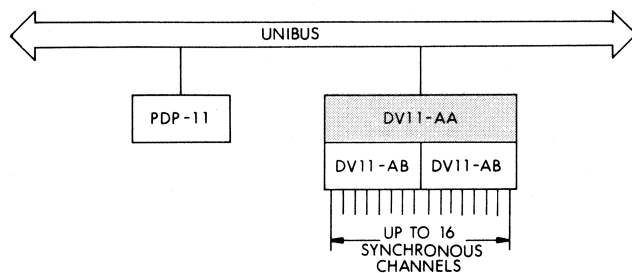 UNIBUS
PDP-11
DV11-AA
DV11-AB DV11-AB
UP TO 16
SYNCHRONOUS
CHANNELS